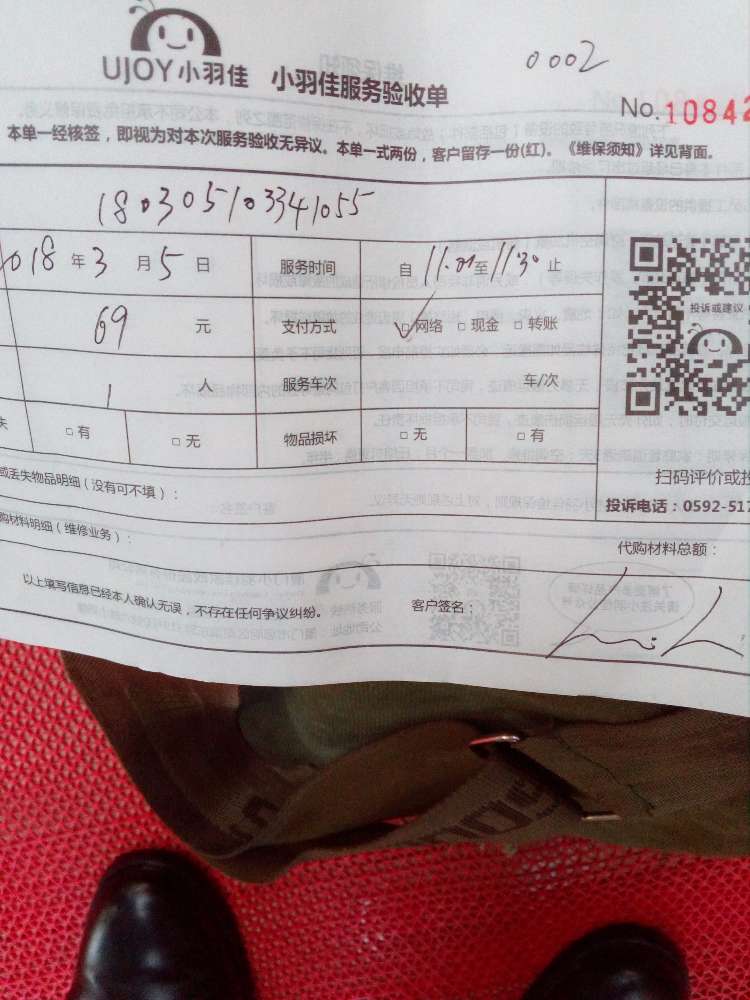 0002
UJOY小羽佳 小羽佳服务验收单
No.10842
本单一经核签，即视为对本次服务验收无异议。本单一式两份，客户留存一份(红)。《维保须知》详见背面。
180305103341055
018 年 3 月 5 日 服务时间 自 11:00 至 11:30 止
69 元 支付方式 ☑网络 □现金 □转账
投诉或建议
1 人 服务车次 车/次
失 □有 □无 物品损坏 □无 □有
或丢失物品明细（没有可不填）：
扫码评价或投
投诉电话：0592-517
购材料明细（维修业务）：
代购材料总额：
以上填写信息已经本人确认无误，不存在任何争议纠纷。 客户签名：